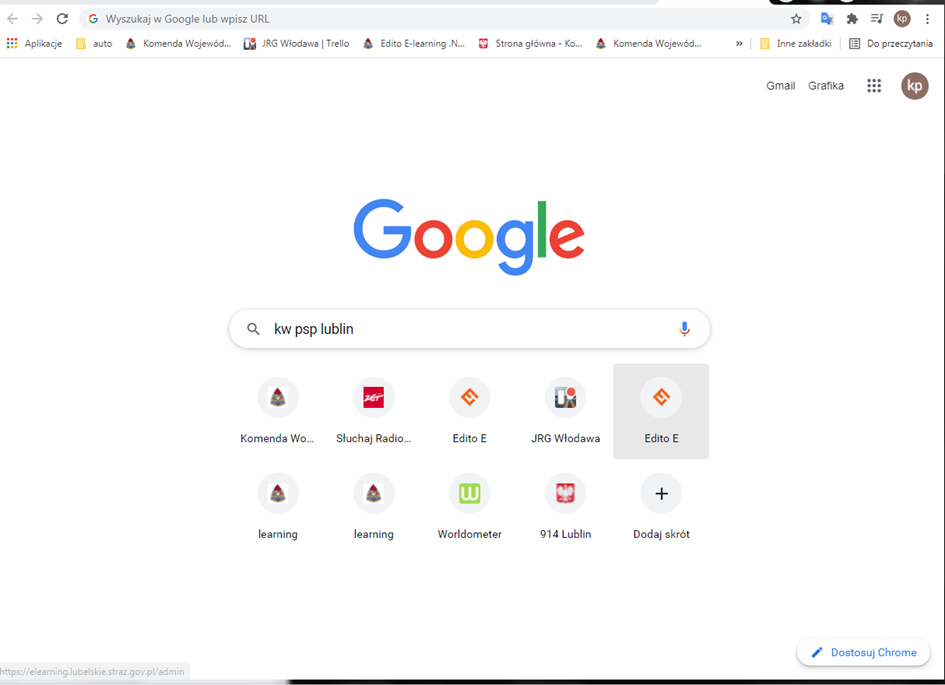 Wyszukaj w Google lub wpisz URL
kp
Aplikacje auto Komenda Wojewód... JRG Włodawa | Trello Edito E-learning .N... Strona główna - Ko... Komenda Wojewód... » Inne zakładki Do przeczytania
Gmail Grafika kp
Google
kw psp lublin
Komenda Wo... Słuchaj Radio... Edito E JRG Włodawa Edito E
learning learning Worldometer 914 Lublin Dodaj skrót
Dostosuj Chrome
https://elearning.lubelskie.straz.gov.pl/admin